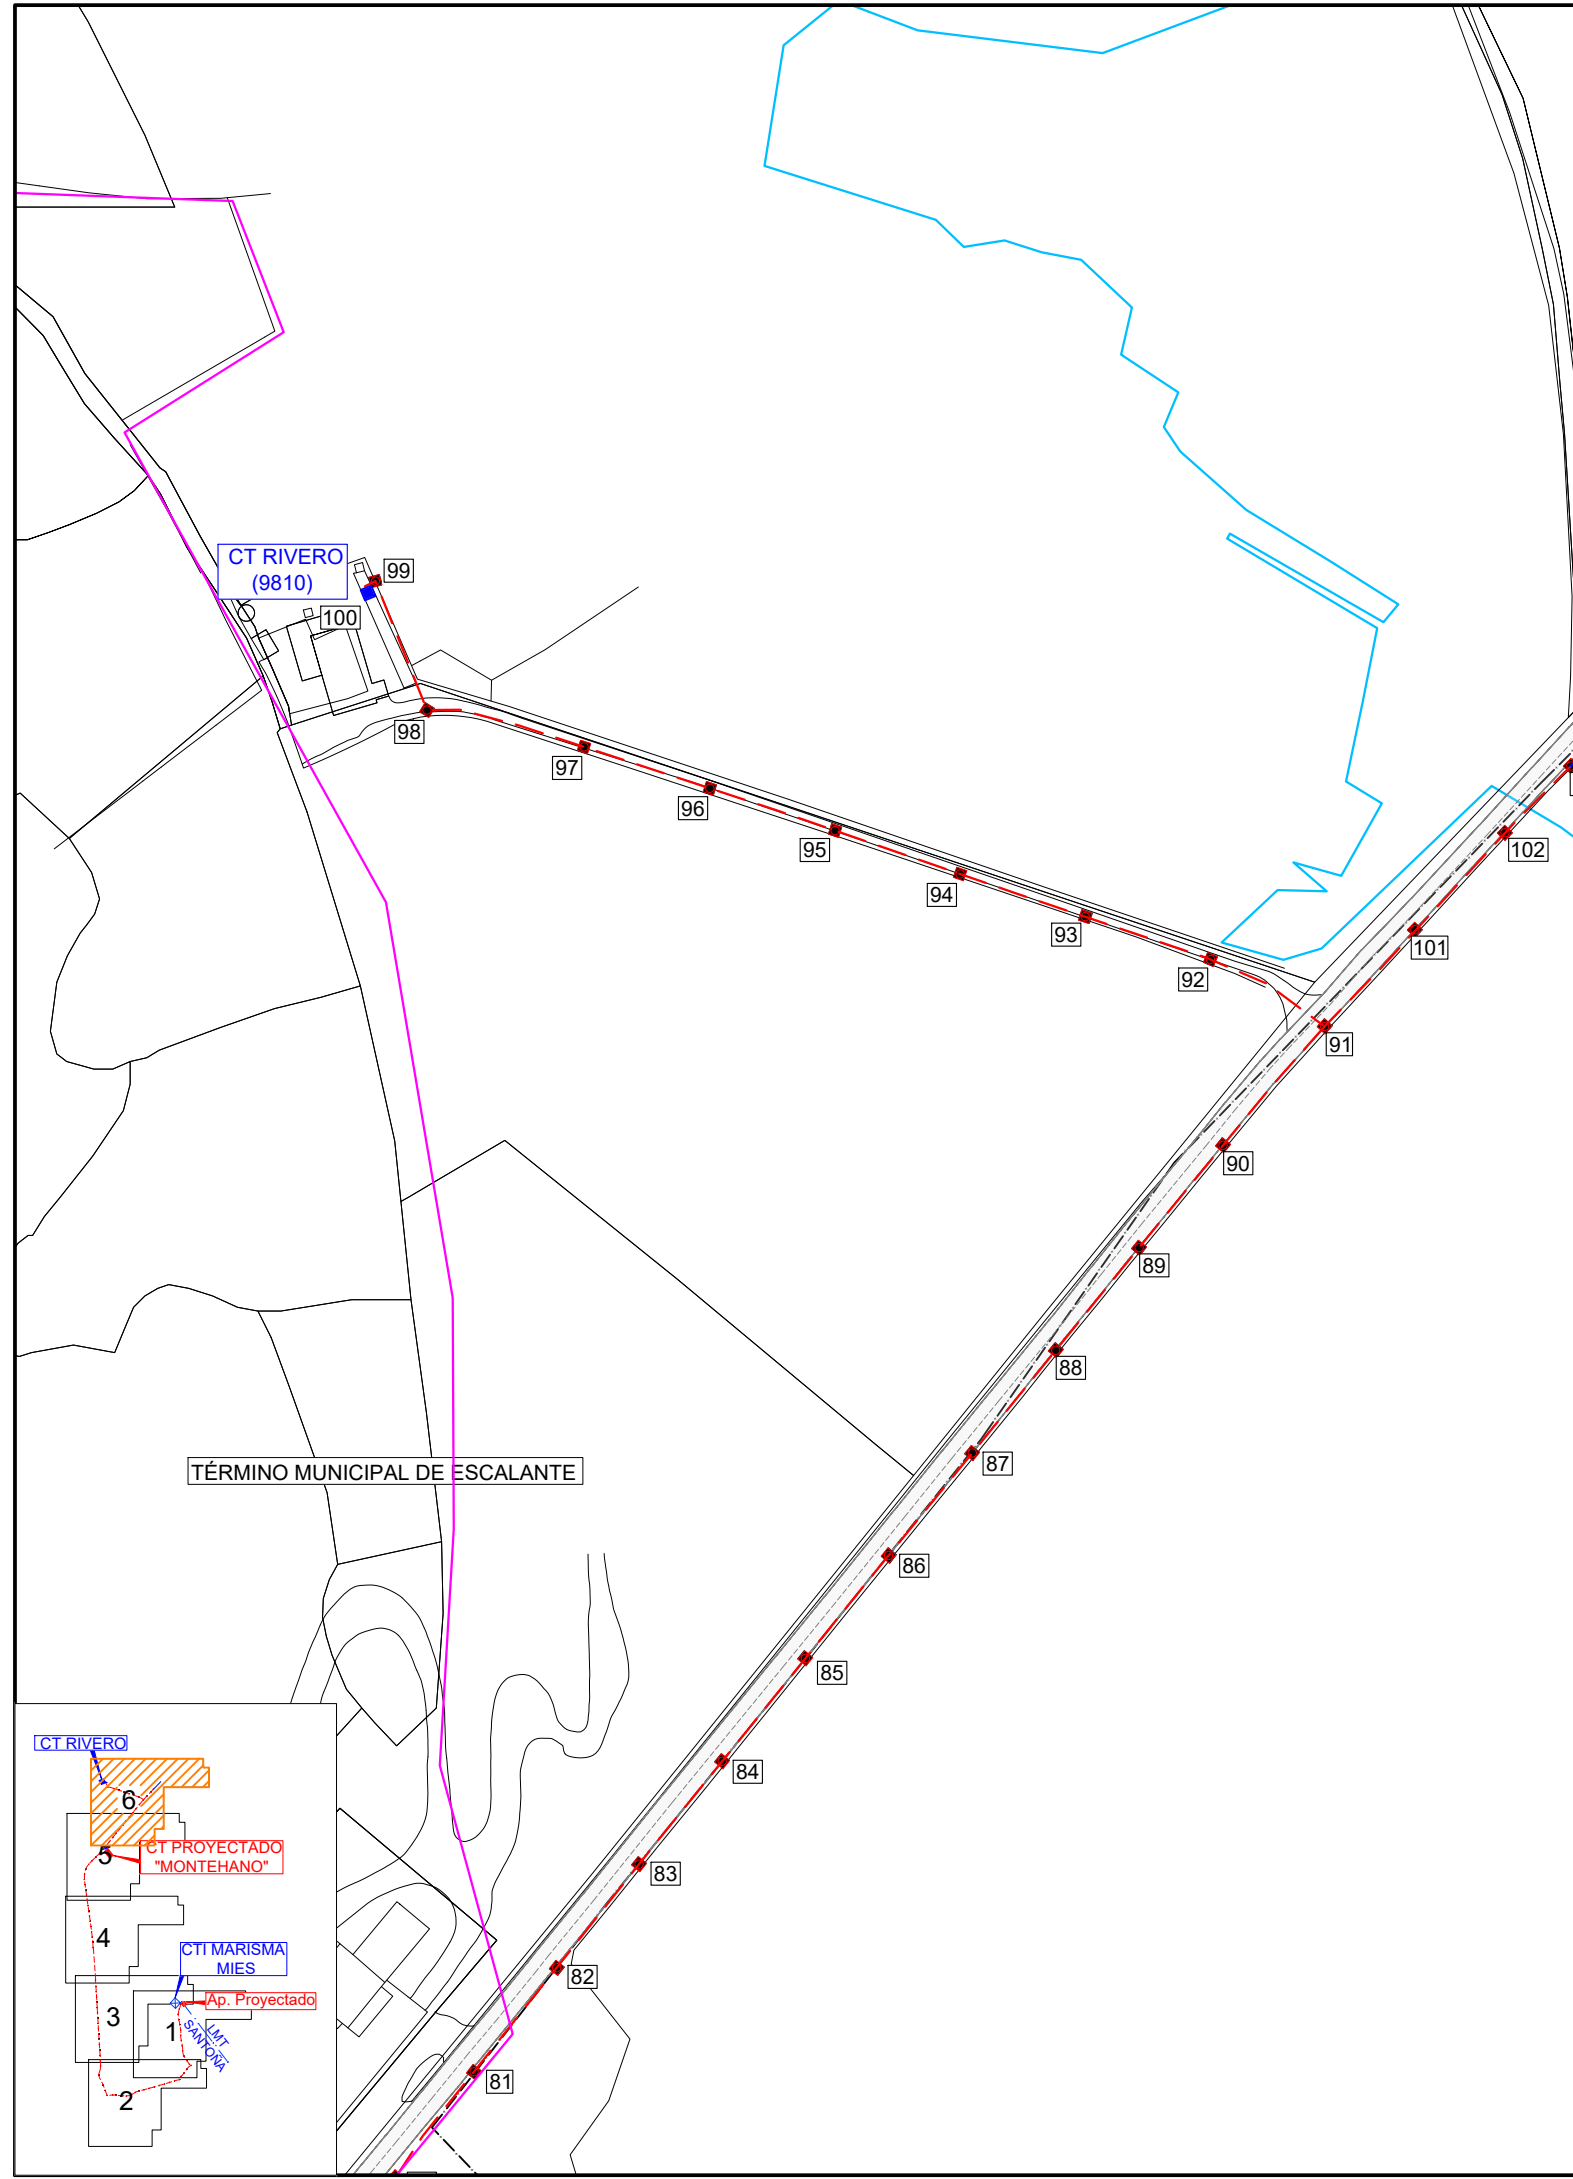 CT RIVERO
(9810)
99
100
98
97
96
95
94
93
92
102
101
91
90
89
88
87
TÉRMINO MUNICIPAL DE ESCALANTE
86
85
84
83
82
81
CT RIVERO
6
CT PROYECTADO
"MONTEHANO"
5
4
CTI MARISMA
MIES
Ap. Proyectado
3
1
LMT
SANTOÑA
2